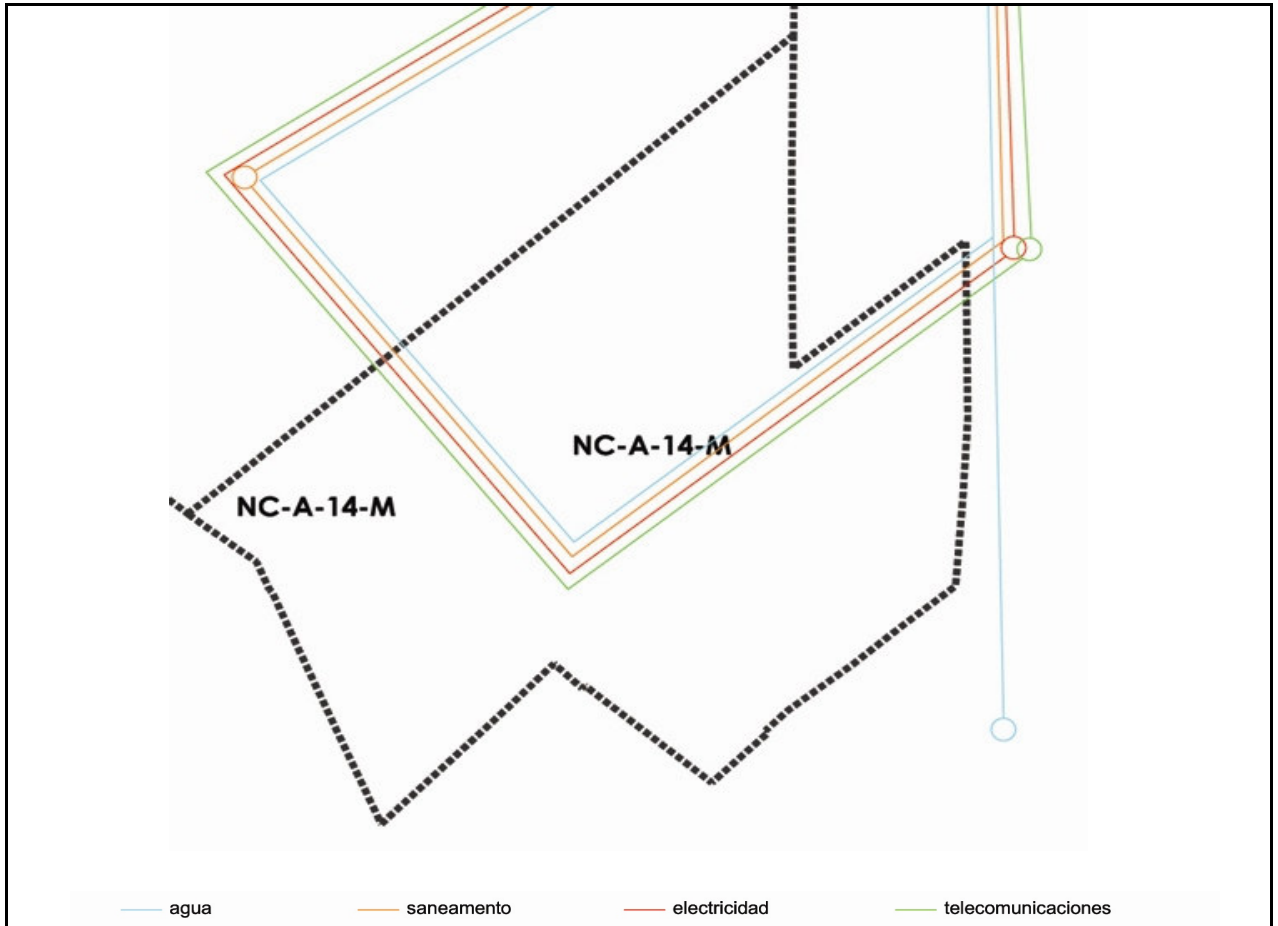 NC-A-14-M
NC-A-14-M
agua
saneamento
electricidad
telecomunicaciones